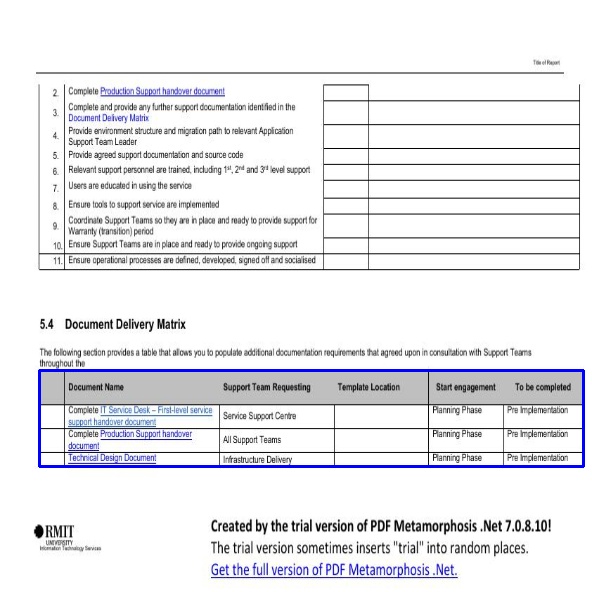 Title of Report
2. Complete Production Support handover document
3. Complete and provide any further support documentation identified in the
Document Delivery Matrix
4. Provide environment structure and migration path to relevant Application
Support Team Leader
5. Provide agreed support documentation and source code
6. Relevant support personnel are trained, including 1st, 2nd and 3rd level support
7. Users are educated in using the service
8. Ensure tools to support service are implemented
9. Coordinate Support Teams so they are in place and ready to provide support for
Warranty (transition) period
10. Ensure Support Teams are in place and ready to provide ongoing support
11. Ensure operational processes are defined, developed, signed off and socialised
5.4 Document Delivery Matrix
The following section provides a table that allows you to populate additional documentation requirements that agreed upon in consultation with Support Teams
throughout the
Document Name Support Team Requesting Template Location Start engagement To be completed
Complete IT Service Desk – First-level service
support handover document Service Support Centre Planning Phase Pre Implementation
Complete Production Support handover
document All Support Teams Planning Phase Pre Implementation
Technical Design Document Infrastructure Delivery Planning Phase Pre Implementation
RMIT
UNIVERSITY
Information Technology Services
Created by the trial version of PDF Metamorphosis .Net 7.0.8.10!
The trial version sometimes inserts "trial" into random places.
Get the full version of PDF Metamorphosis .Net.